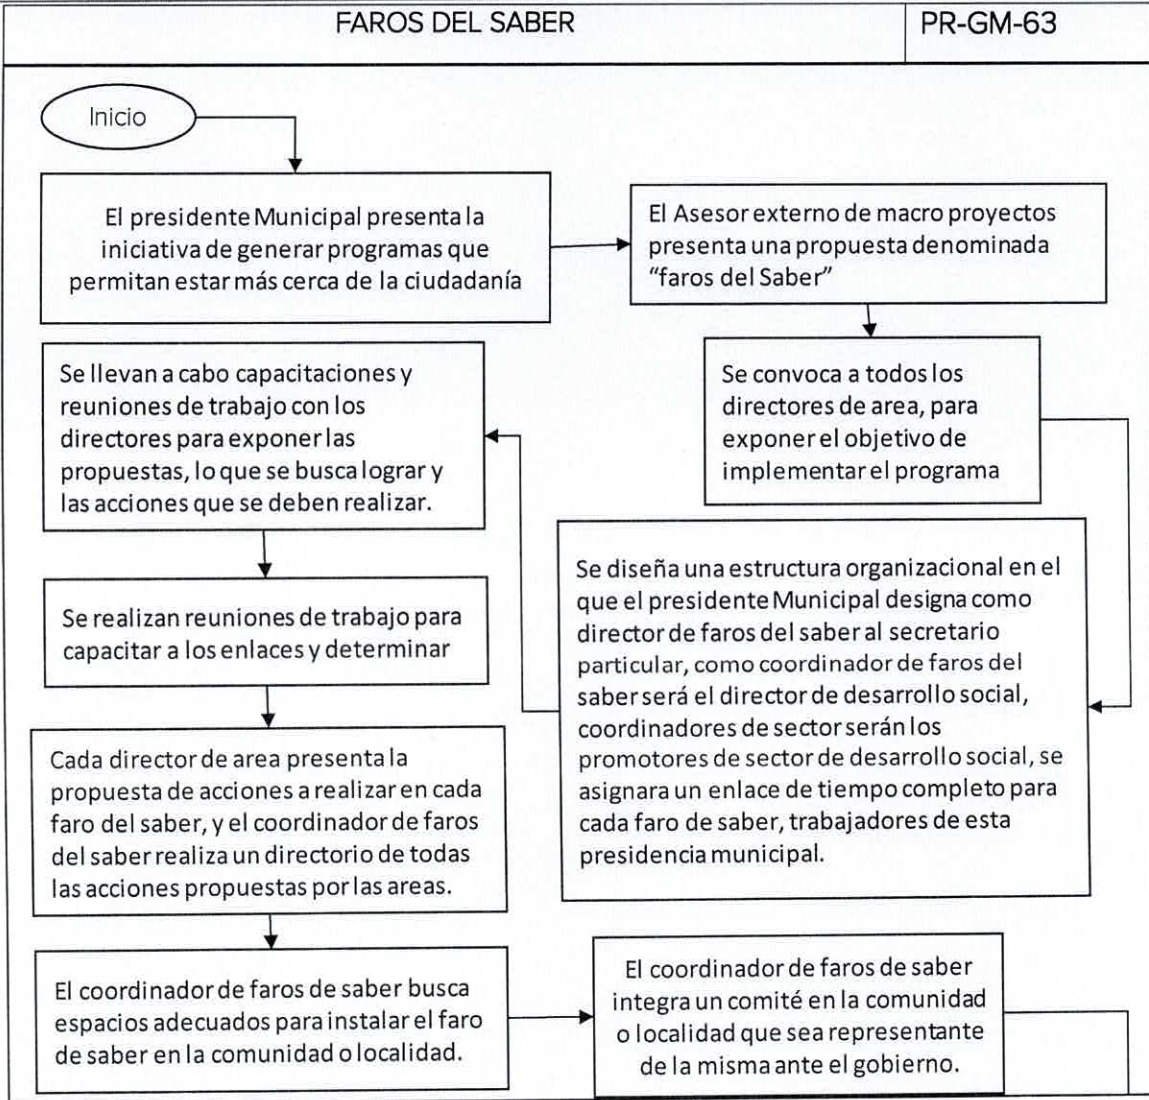 FAROS DEL SABER
PR-GM-63
Inicio
El presidente Municipal presenta la
iniciativa de generar programas que
permitan estar más cerca de la ciudadanía
El Asesor externo de macro proyectos
presenta una propuesta denominada
“faros del Saber”
Se convoca a todos los
directores de area, para
exponer el objetivo de
implementar el programa
Se diseña una estructura organizacional en el
que el presidente Municipal designa como
director de faros del saber al secretario
particular, como coordinador de faros del
saber será el director de desarrollo social,
coordinadores de sector serán los
promotores de sector de desarrollo social, se
asignara un enlace de tiempo completo para
cada faro de saber, trabajadores de esta
presidencia municipal.
Se llevan a cabo capacitaciones y
reuniones de trabajo con los
directores para exponer las
propuestas, lo que se busca lograr y
las acciones que se deben realizar.
Se realizan reuniones de trabajo para
capacitar a los enlaces y determinar
Cada director de area presenta la
propuesta de acciones a realizar en cada
faro del saber, y el coordinador de faros
del saber realiza un directorio de todas
las acciones propuestas por las areas.
El coordinador de faros de saber busca
espacios adecuados para instalar el faro
de saber en la comunidad o localidad.
El coordinador de faros de saber
integra un comité en la comunidad
o localidad que sea representante
de la misma ante el gobierno.